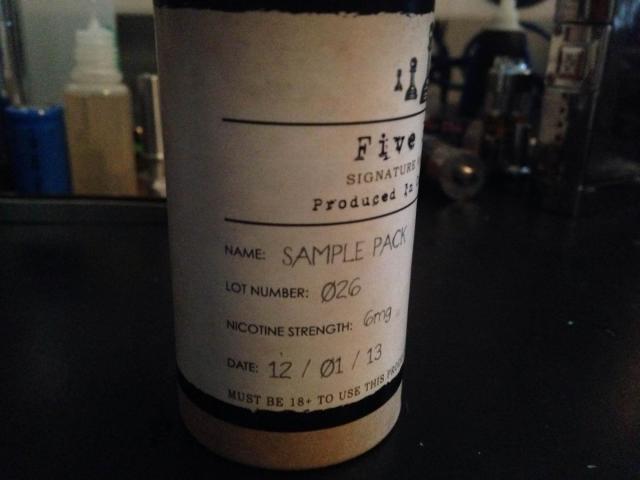 Five
SIGNATURE
Produced In
NAME: SAMPLE PACK
LOT NUMBER: Ø26
NICOTINE STRENGTH: 6mg
DATE: 12 / Ø1 / 13
MUST BE 18+ TO USE THIS